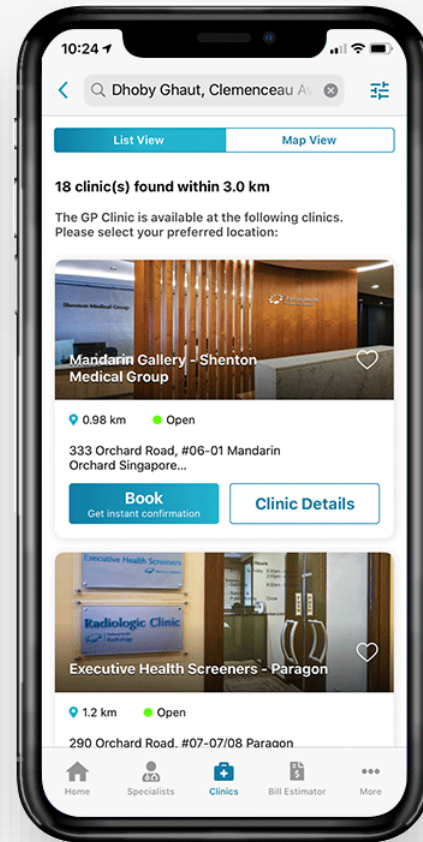 10:24
Dhoby Ghaut, Clemenceau Av
List View
Map View
18 clinic(s) found within 3.0 km
The GP Clinic is available at the following clinics.
Please select your preferred location:
Shenton Medical Group
Mandarin Gallery - Shenton
Medical Group
0.98 km
Open
333 Orchard Road, #06-01 Mandarin
Orchard Singapore...
Book
Get instant confirmation
Clinic Details
Executive Health Screeners
Radiologic Clinic
Radiology
Hours
Executive Health Screeners - Paragon
1.2 km
Open
290 Orchard Road, #07-07/08 Paragon
Home
Specialists
Clinics
Bill Estimator
More